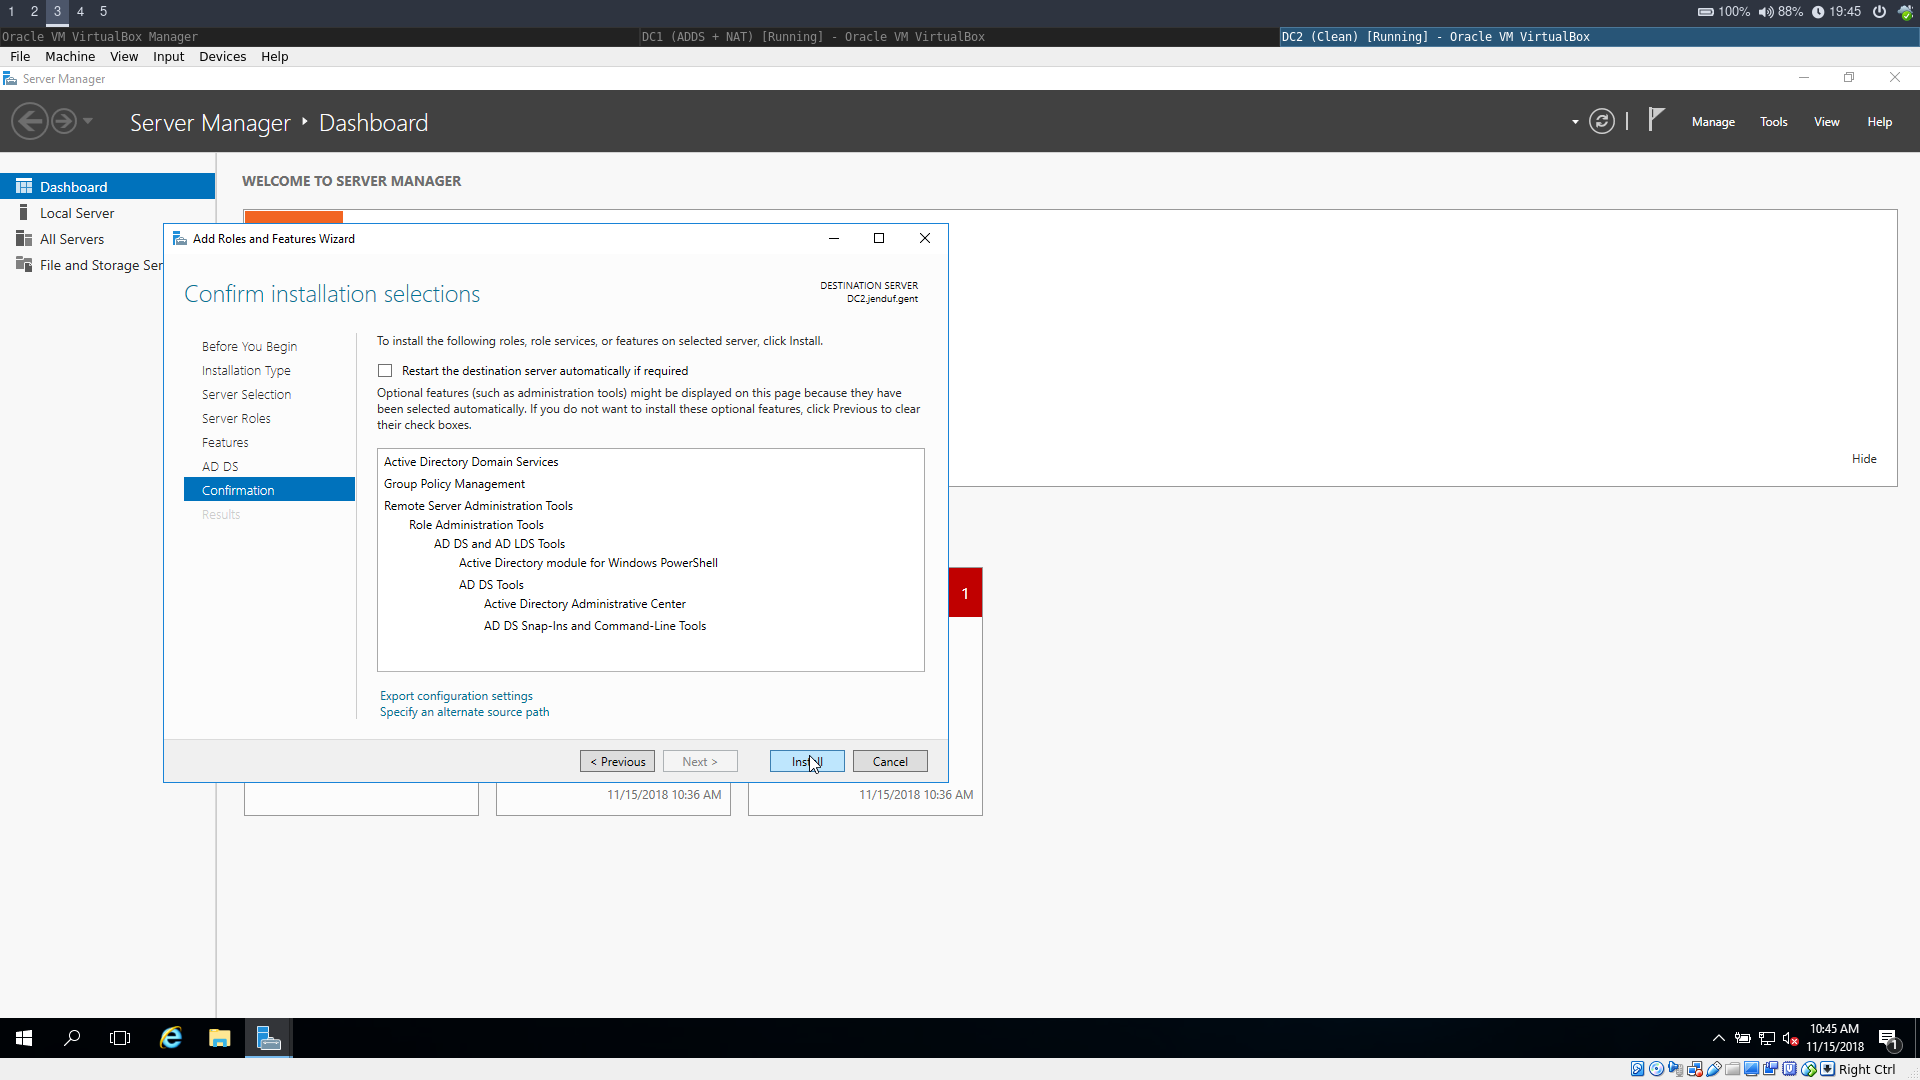 1 2 3 4 5 100% 88% 19:45
Oracle VM VirtualBox Manager DC1 (ADDS + NAT) [Running] - Oracle VM VirtualBox DC2 (Clean) [Running] - Oracle VM VirtualBox
File Machine View Input Devices Help
Server Manager
Server Manager Dashboard Manage Tools View Help
Dashboard
Local Server
All Servers
File and Storage Ser
WELCOME TO SERVER MANAGER
Hide
Add Roles and Features Wizard
Confirm installation selections
DESTINATION SERVER
DC2.jenduf.gent
Before You Begin
Installation Type
Server Selection
Server Roles
Features
AD DS
Confirmation
Results
To install the following roles, role services, or features on selected server, click Install.
Restart the destination server automatically if required
Optional features (such as administration tools) might be displayed on this page because they have
been selected automatically. If you do not want to install these optional features, click Previous to clear
their check boxes.
Active Directory Domain Services
Group Policy Management
Remote Server Administration Tools
Role Administration Tools
AD DS and AD LDS Tools
Active Directory module for Windows PowerShell
AD DS Tools
Active Directory Administrative Center
AD DS Snap-Ins and Command-Line Tools
Export configuration settings
Specify an alternate source path
< Previous Next > Install Cancel
1
11/15/2018 10:36 AM 11/15/2018 10:36 AM
10:45 AM
11/15/2018
1
Right Ctrl